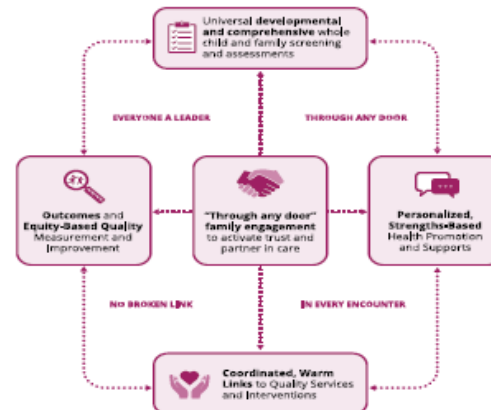 Universal developmental
and comprehensive whole
child and family screening
and assessments
EVERYONE A LEADER
THROUGH ANY DOOR
Outcomes and
Equity-Based Quality
Measurement and
Improvement
"Through any door"
family engagement
to activate trust and
partner in care
Personalized,
Strengths-Based
Health Promotion
and Supports
NO BROKEN LINK
IN EVERY ENCOUNTER
Coordinated, Warm
Links to Quality Services
and Interventions